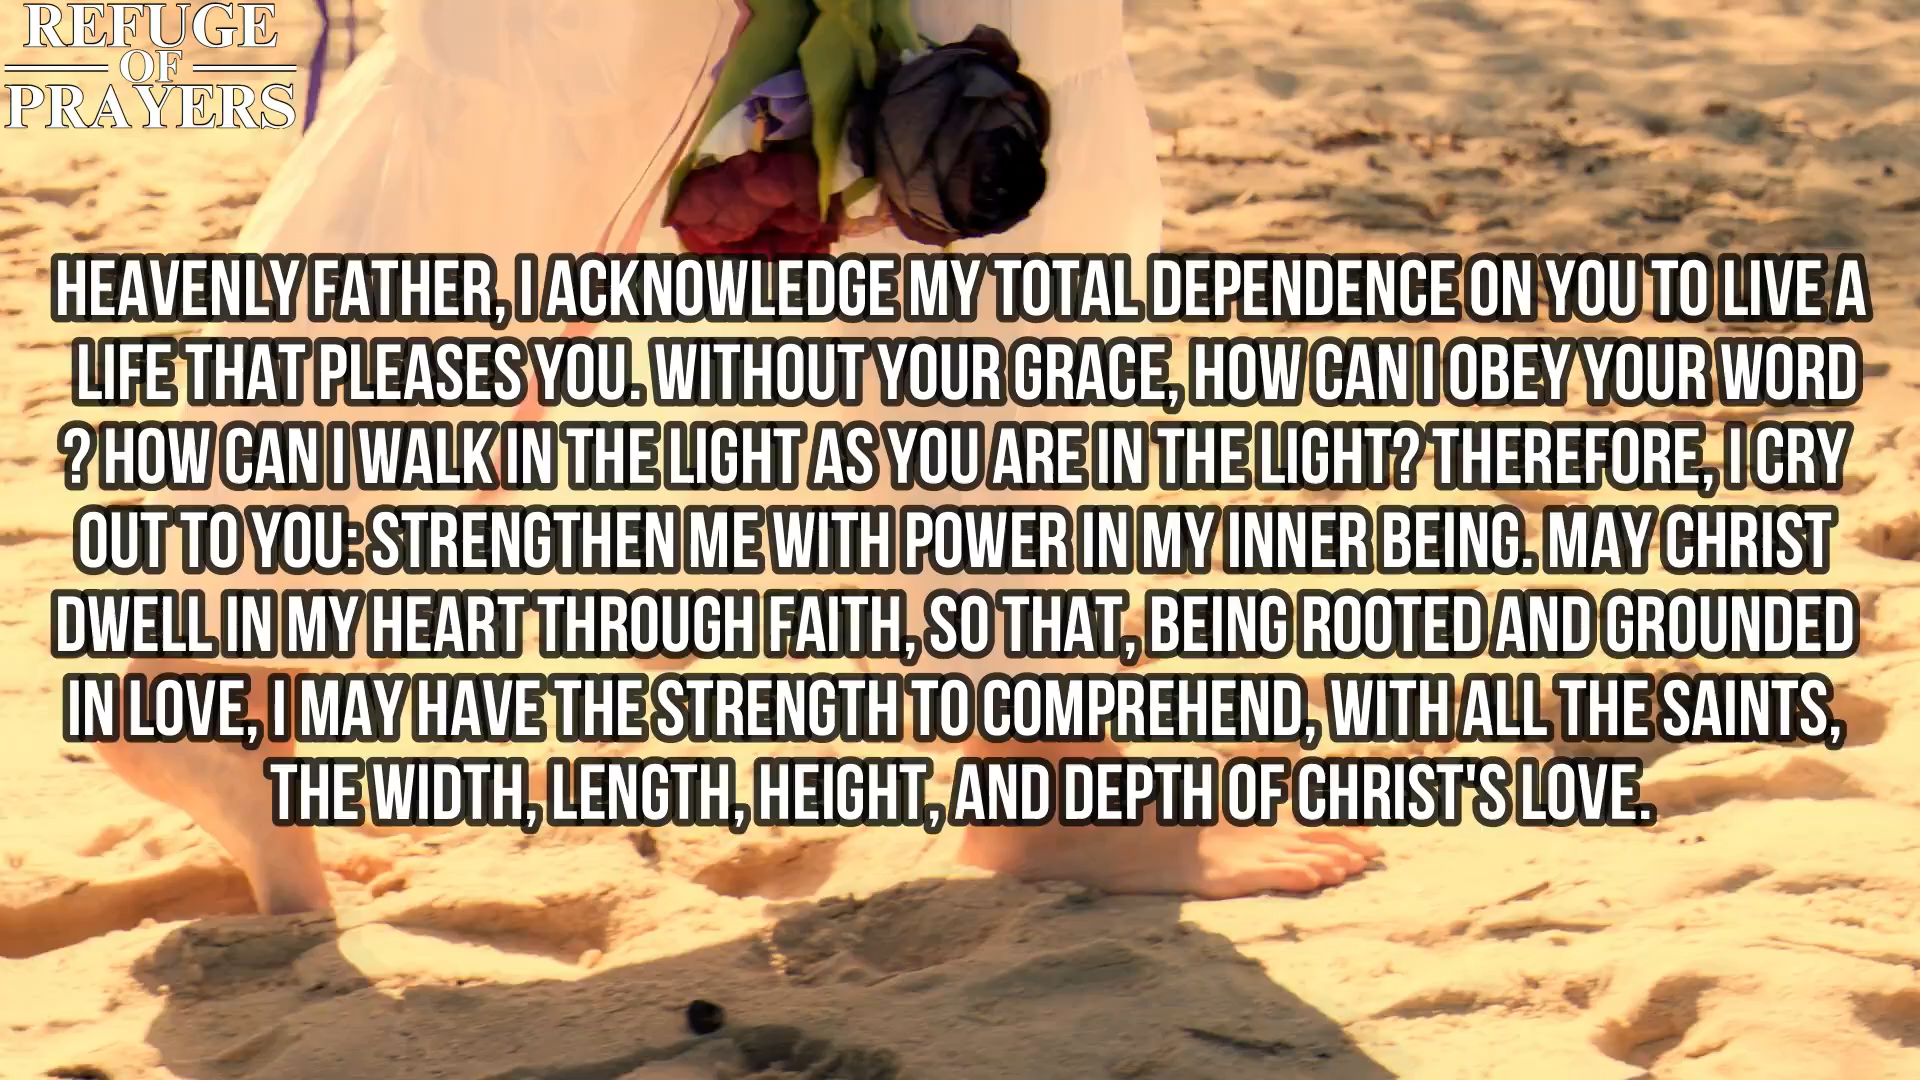 REFUGE
OF
PRAYERS
HEAVENLY FATHER, I ACKNOWLEDGE MY TOTAL DEPENDENCE ON YOU TO LIVE A
LIFE THAT PLEASES YOU. WITHOUT YOUR GRACE, HOW CAN I OBEY YOUR WORD
? HOW CAN I WALK IN THE LIGHT AS YOU ARE IN THE LIGHT? THEREFORE, I CRY
OUT TO YOU: STRENGTHEN ME WITH POWER IN MY INNER BEING. MAY CHRIST
DWELL IN MY HEART THROUGH FAITH, SO THAT, BEING ROOTED AND GROUNDED
IN LOVE, I MAY HAVE THE STRENGTH TO COMPREHEND, WITH ALL THE SAINTS,
THE WIDTH, LENGTH, HEIGHT, AND DEPTH OF CHRIST'S LOVE.